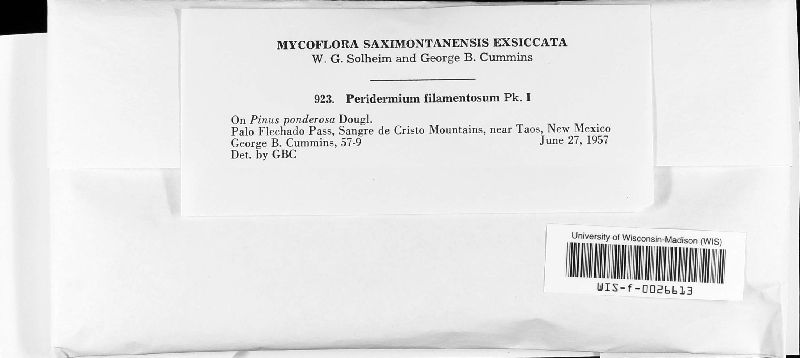 MYCOFLORA SAXIMONTANENSIS EXSICCATA
W. G. Solheim and George B. Cummins
923. Peridermium filamentosum Pk. I
On Pinus ponderosa Dougl.
Palo Flechado Pass, Sangre de Cristo Mountains, near Taos, New Mexico
George B. Cummins, 57-9 June 27, 1957
Det. by GBC
University of Wisconsin-Madison (WIS)
WIS-f-0026613